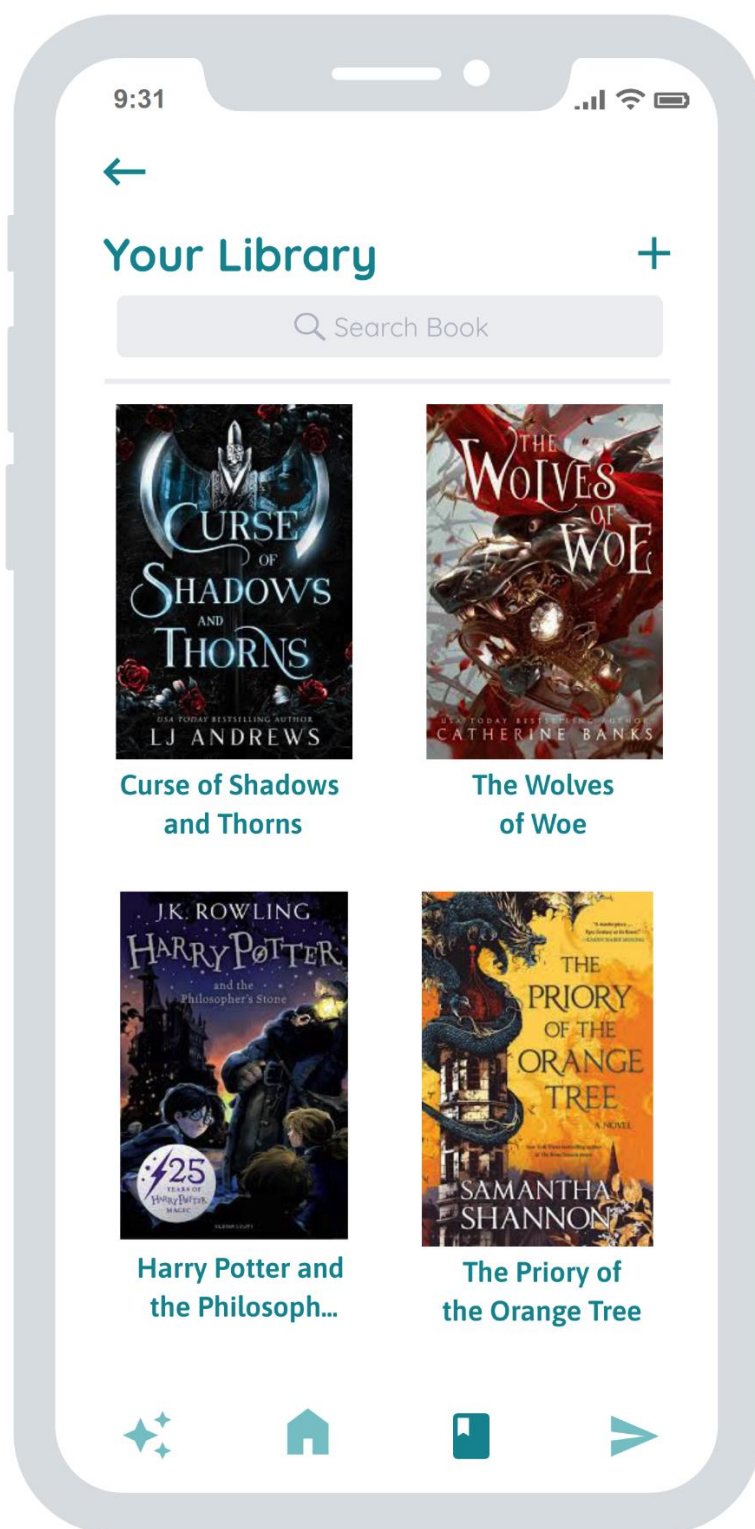 9:31
Your Library
Search Book
CURSE
OF
SHADOWS
AND
THORNS
USA TODAY BESTSELLING AUTHOR
LJ ANDREWS
THE
WOLVES
OF
WOE
USA TODAY BESTSELLING AUTHOR
CATHERINE BANKS
Curse of Shadows
and Thorns
The Wolves
of Woe
J.K. ROWLING
HARRY POTTER
and the
Philosopher's Stone
25
YEARS OF
HARRY POTTER
MAGIC
THE
PRIORY
OF THE
ORANGE
TREE
A NOVEL
SAMANTHA
SHANNON
Harry Potter and
the Philosoph...
The Priory of
the Orange Tree